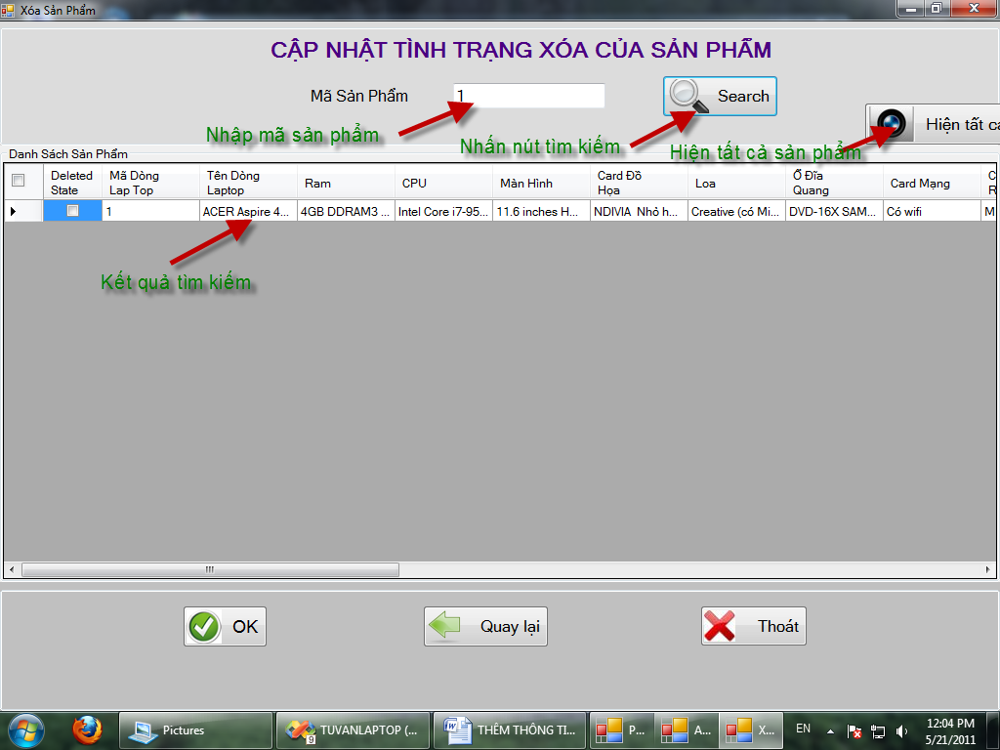 Xóa Sản Phẩm
CẬP NHẬT TÌNH TRẠNG XÓA CỦA SẢN PHẨM
Mã Sản Phẩm
1
Search
Hiện tất cả
Nhập mã sản phẩm
Nhấn nút tìm kiếm
Hiện tất cả sản phẩm
Danh Sách Sản Phẩm
Deleted State
Mã Dòng Lap Top
Tên Dòng Laptop
Ram
CPU
Màn Hình
Card Đồ Họa
Loa
Ổ Đĩa Quang
Card Mạng
C
R
1
ACER Aspire 4...
4GB DDRAM3 ...
Intel Core i7-95...
11.6 inches H...
NDIVIA Nhỏ h...
Creative (có Mi...
DVD-16X SAM...
Có wifi
M
Kết quả tìm kiếm
OK
Quay lại
Thoát
Pictures
9
TUVANLAPTOP (...
THÊM THÔNG TI...
P...
A...
X...
EN
12:04 PM
5/21/2011